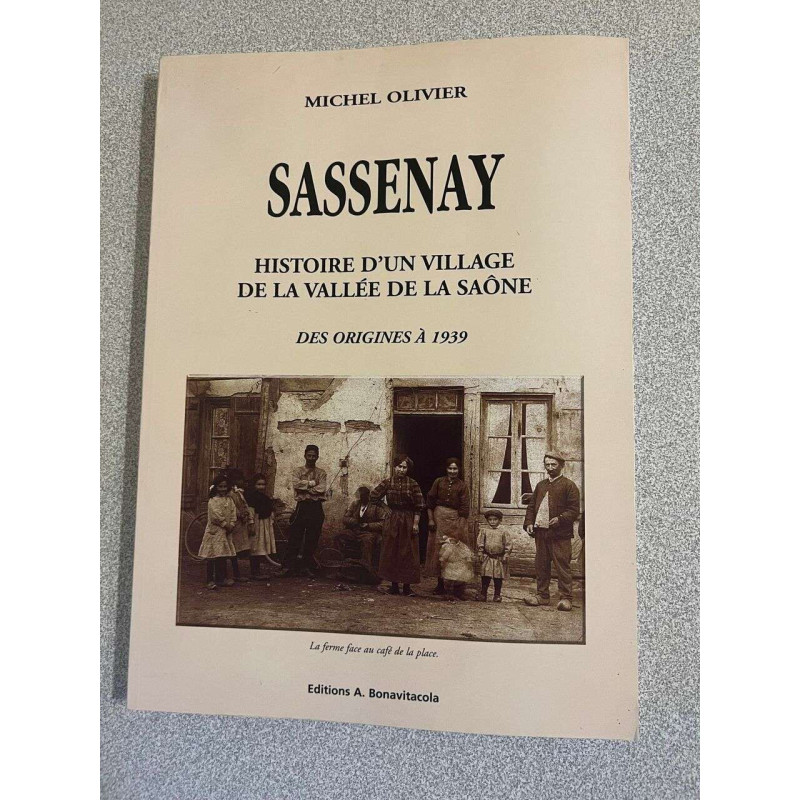 MICHEL OLIVIER
SASSENAY
HISTOIRE D'UN VILLAGE
DE LA VALLÉE DE LA SAÔNE
DES ORIGINES À 1939
La ferme face au café de la place.
Editions A. Bonavitacola